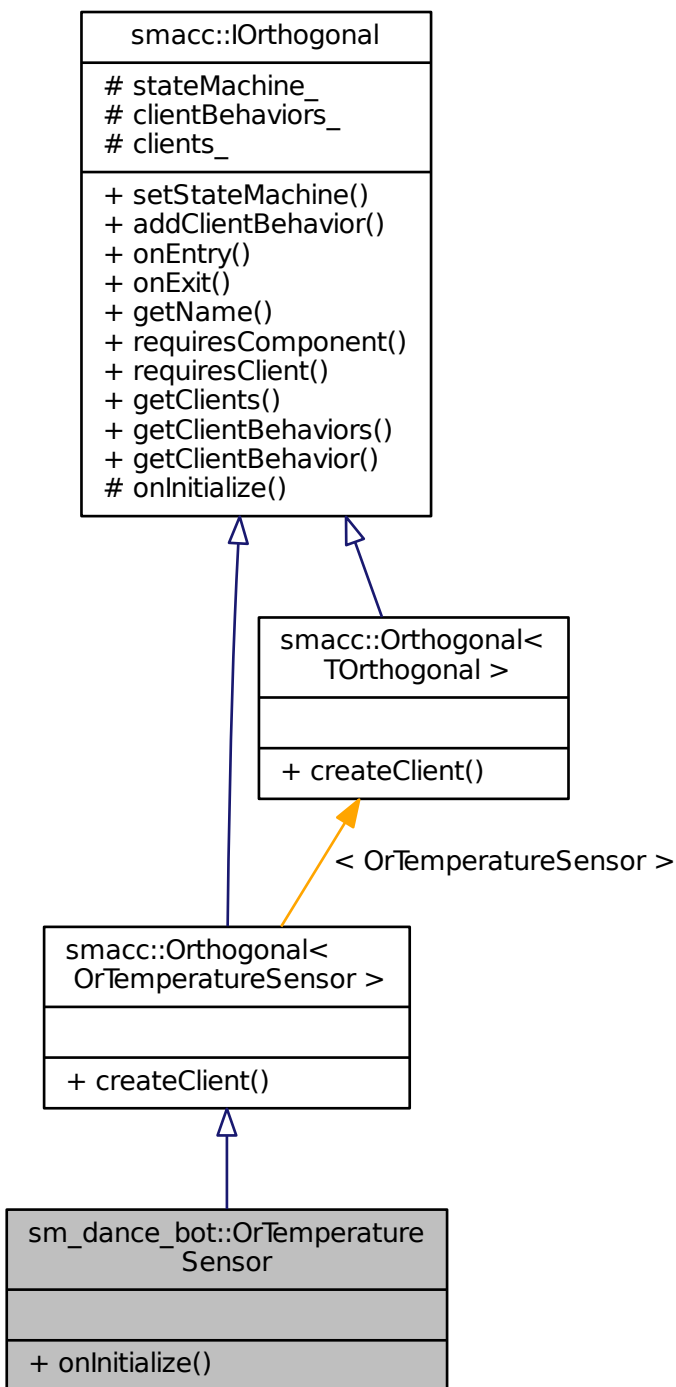 smacc::IOrthogonal
# stateMachine_
# clientBehaviors_
# clients_
+ setStateMachine()
+ addClientBehavior()
+ onEntry()
+ onExit()
+ getName()
+ requiresComponent()
+ requiresClient()
+ getClients()
+ getClientBehaviors()
+ getClientBehavior()
# onInitialize()
smacc::Orthogonal<
TOrthogonal >
+ createClient()
< OrTemperatureSensor >
smacc::Orthogonal<
OrTemperatureSensor >
+ createClient()
sm_dance_bot::OrTemperature
Sensor
+ onInitialize()